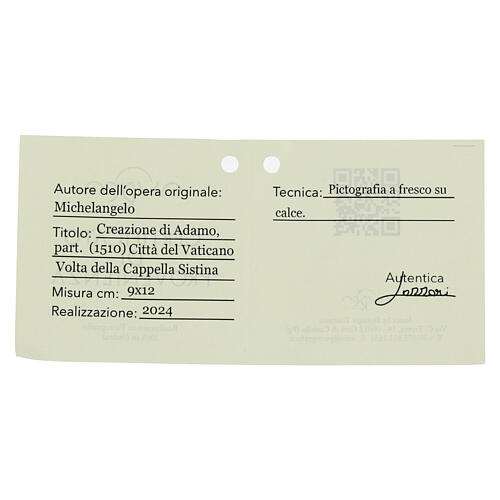 Autore dell'opera originale:
Michelangelo
Titolo: Creazione di Adamo,
part. (1510) Città del Vaticano
Volta della Cappella Sistina
Misura cm: 9x12
Realizzazione: 2024
Tecnica: Pictografia a fresco su
calce.
Autentica
Lazzari